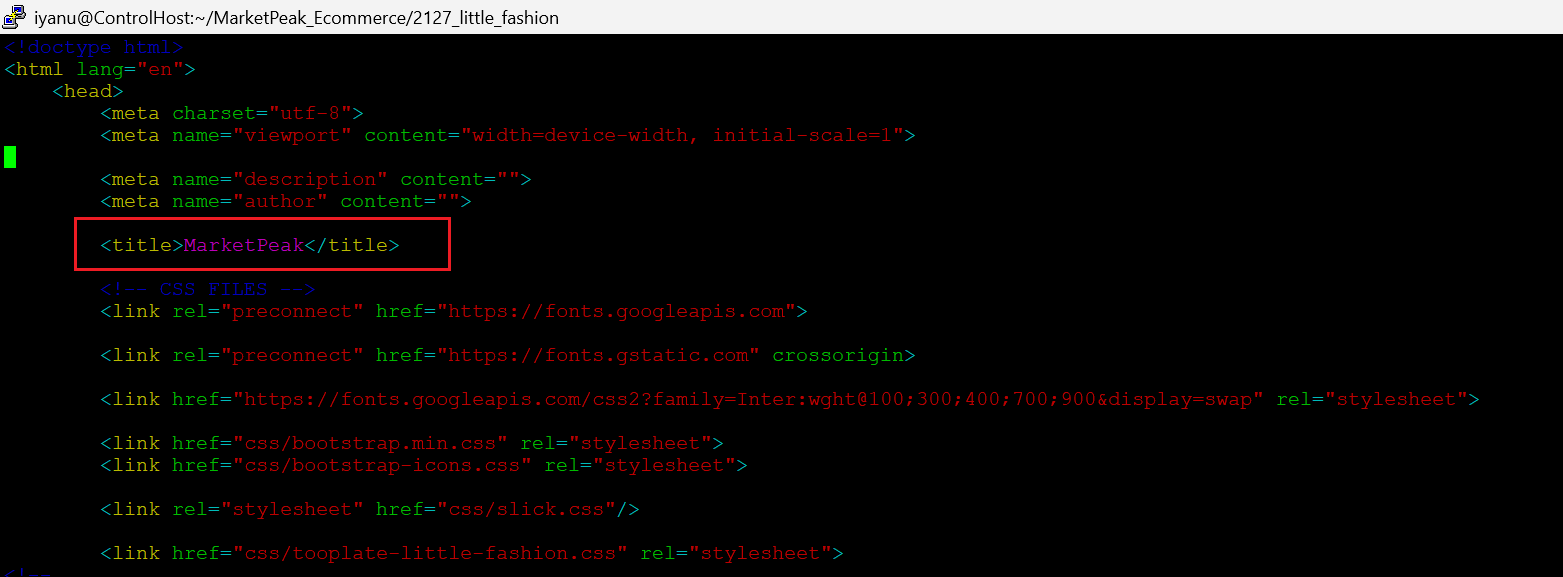 iyanu@ControlHost:~/MarketPeak_Ecommerce/2127_little_fashion
<!doctype html>
<html lang="en">
    <head>
        <meta charset="utf-8">
        <meta name="viewport" content="width=device-width, initial-scale=1">
        <meta name="description" content="">
        <meta name="author" content="">
        <title>MarketPeak</title>
        <!-- CSS FILES -->
        <link rel="preconnect" href="https://fonts.googleapis.com">
        <link rel="preconnect" href="https://fonts.gstatic.com" crossorigin>
        <link href="https://fonts.googleapis.com/css2?family=Inter:wght@100;300;400;700;900&display=swap" rel="stylesheet">
        <link href="css/bootstrap.min.css" rel="stylesheet">
        <link href="css/bootstrap-icons.css" rel="stylesheet">
        <link rel="stylesheet" href="css/slick.css"/>
        <link href="css/tooplate-little-fashion.css" rel="stylesheet">
<!--